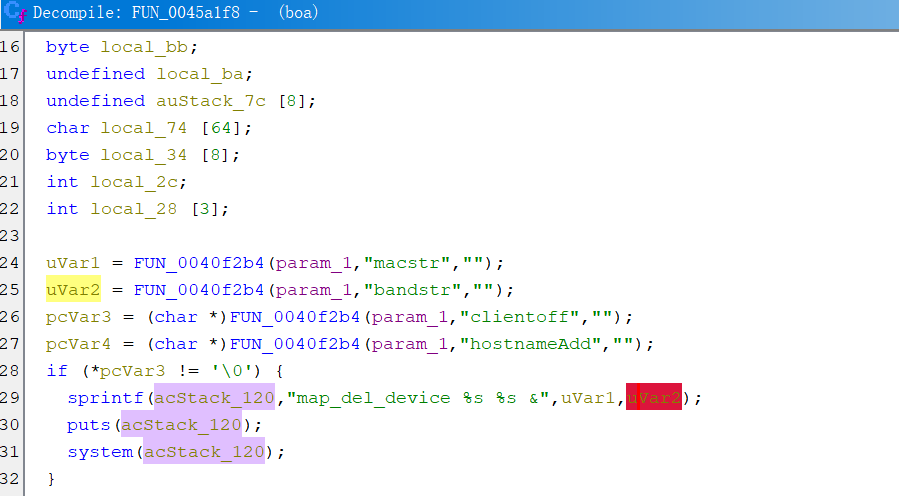 Decompile: FUN_0045a1f8 - (boa)
16 byte local_bb;
17 undefined local_ba;
18 undefined auStack_7c [8];
19 char local_74 [64];
20 byte local_34 [8];
21 int local_2c;
22 int local_28 [3];
23
24 uVar1 = FUN_0040f2b4(param_1,"macstr","");
25 uVar2 = FUN_0040f2b4(param_1,"bandstr","");
26 pcVar3 = (char *)FUN_0040f2b4(param_1,"clientoff","");
27 pcVar4 = (char *)FUN_0040f2b4(param_1,"hostnameAdd","");
28 if (*pcVar3 != '\0') {
29 sprintf(acStack_120,"map_del_device %s %s &",uVar1,uVar2);
30 puts(acStack_120);
31 system(acStack_120);
32 }